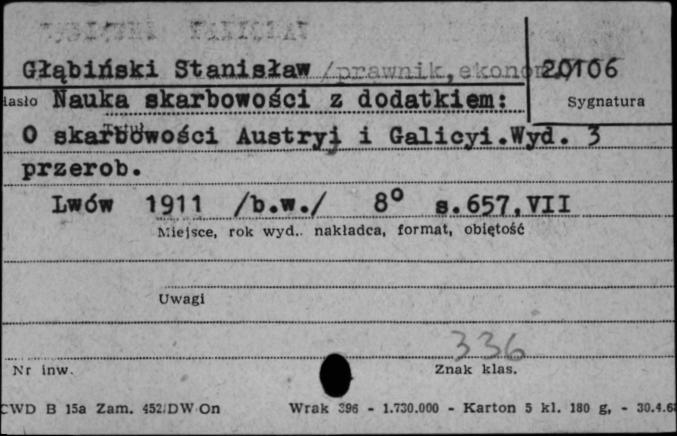 Głąbiński Stanisław /prawnik, ekonom 20106
Nauka skarbowości z dodatkiem: Sygnatura
O skarbowości Austryj i Galicyi.Wyd. 3
przerob.
Lwów 1911 /b.w./ 8° s.657,VII
Miejsce, rok wyd.. nakładca, format, objętość
Uwagi
336
Nr inw. Znak klas.
CWD B 15a Zam. 452/DW On Wrak 396 - 1.730.000 - Karton 5 kl. 180 g, - 30.4.6